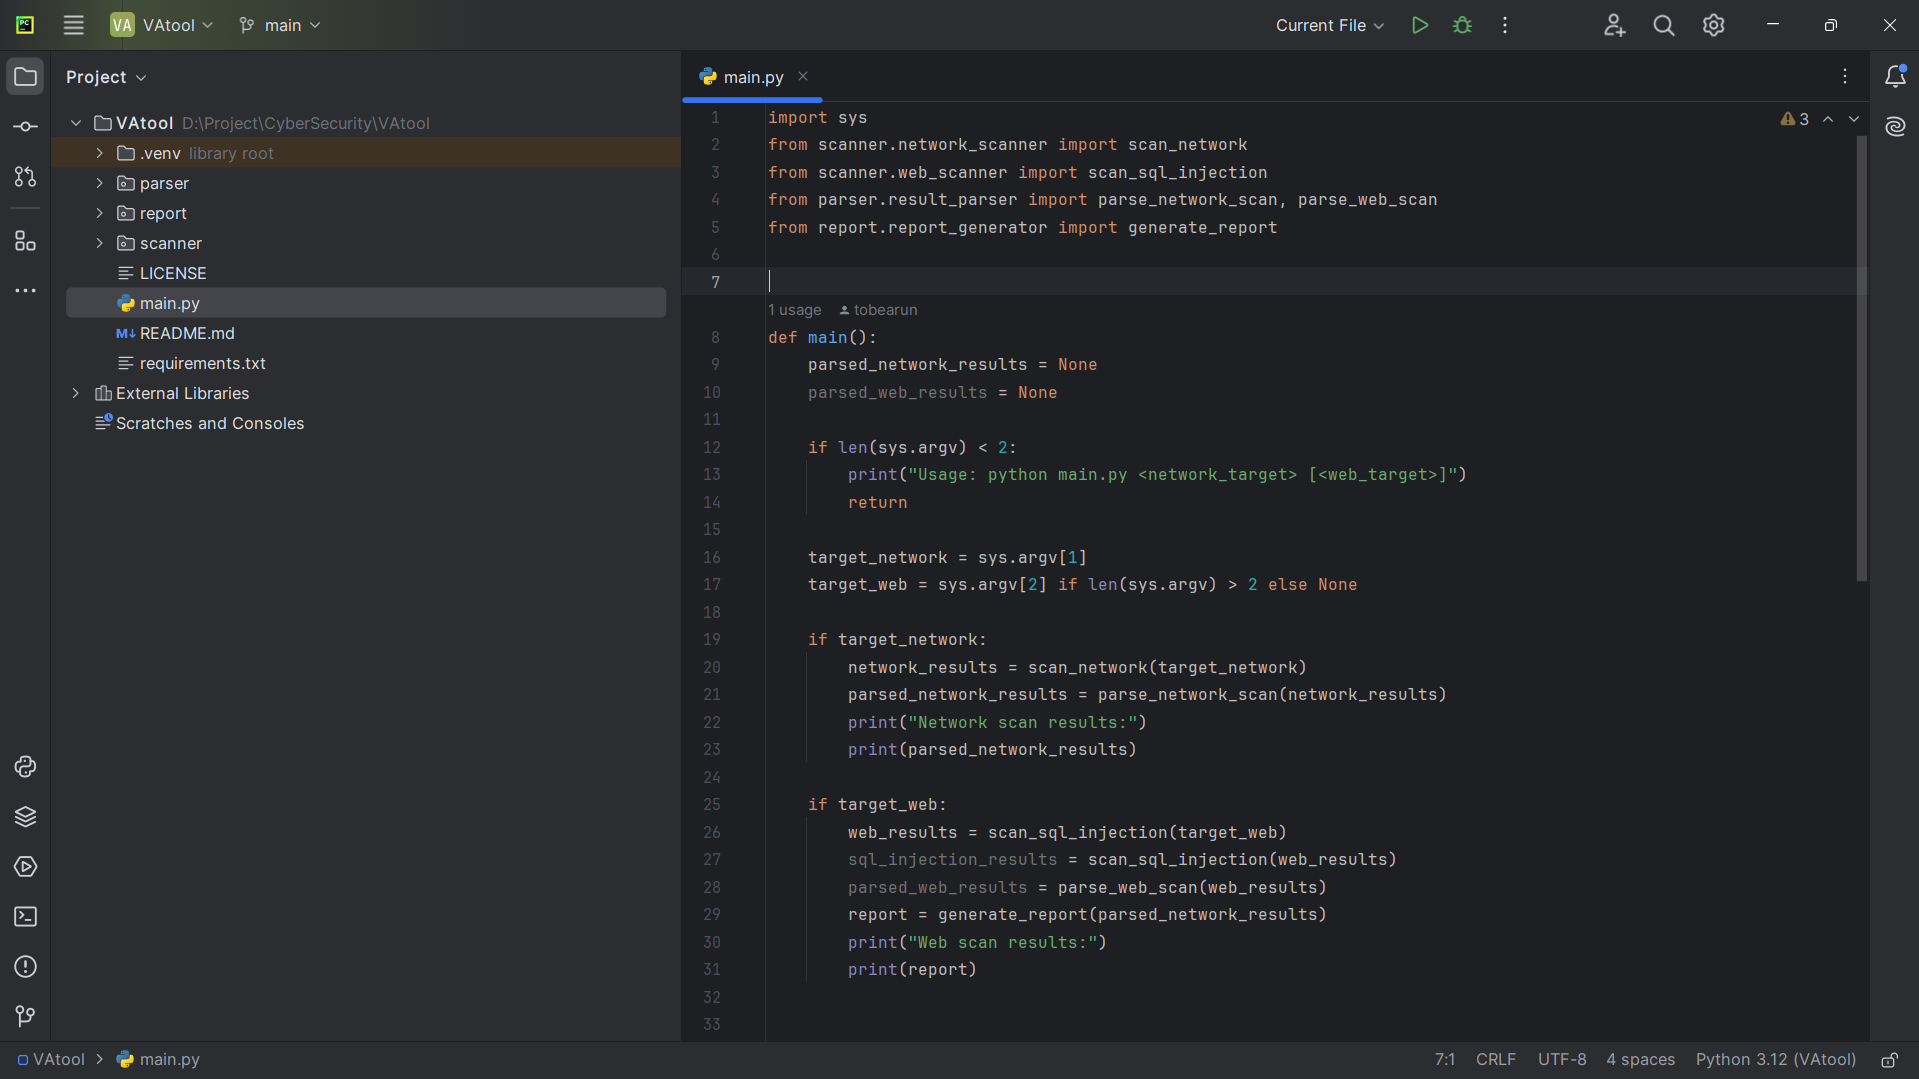 PC VA VAtool main Current File
Project
VAtool D:\Project\CyberSecurity\VAtool
.venv library root
parser
report
scanner
LICENSE
main.py
M↓ README.md
requirements.txt
External Libraries
Scratches and Consoles
main.py
3
1 import sys
2 from scanner.network_scanner import scan_network
3 from scanner.web_scanner import scan_sql_injection
4 from parser.result_parser import parse_network_scan, parse_web_scan
5 from report.report_generator import generate_report
6
7
1 usage tobearun
8 def main():
9 parsed_network_results = None
10 parsed_web_results = None
11
12 if len(sys.argv) < 2:
13 print("Usage: python main.py <network_target> [<web_target>]")
14 return
15
16 target_network = sys.argv[1]
17 target_web = sys.argv[2] if len(sys.argv) > 2 else None
18
19 if target_network:
20 network_results = scan_network(target_network)
21 parsed_network_results = parse_network_scan(network_results)
22 print("Network scan results:")
23 print(parsed_network_results)
24
25 if target_web:
26 web_results = scan_sql_injection(target_web)
27 sql_injection_results = scan_sql_injection(web_results)
28 parsed_web_results = parse_web_scan(web_results)
29 report = generate_report(parsed_network_results)
30 print("Web scan results:")
31 print(report)
32
33
VAtool > main.py 7:1 CRLF UTF-8 4 spaces Python 3.12 (VAtool)